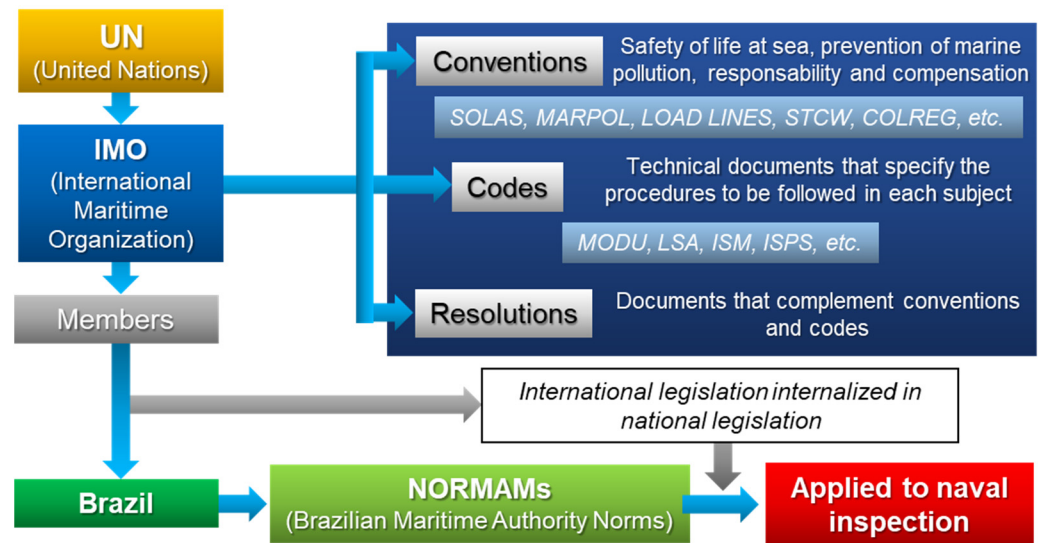 UN
(United Nations)
IMO
(International
Maritime
Organization)
Members
Brazil
Conventions
Safety of life at sea, prevention of marine
pollution, responsability and compensation
SOLAS, MARPOL, LOAD LINES, STCW, COLREG, etc.
Codes
Technical documents that specify the
procedures to be followed in each subject
MODU, LSA, ISM, ISPS, etc.
Resolutions
Documents that complement conventions
and codes
International legislation internalized in
national legislation
NORMAMs
(Brazilian Maritime Authority Norms)
Applied to naval
inspection